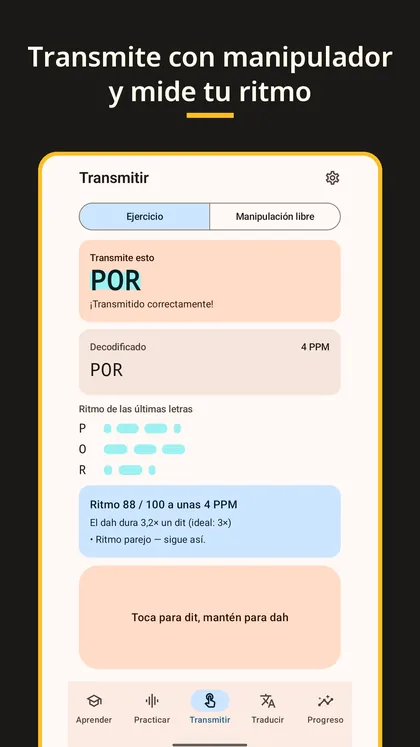 Transmite con manipulador
y mide tu ritmo
Transmitir
Ejercicio
Manipulación libre
Transmite esto
POR
¡Transmitido correctamente!
Decodificado
4 PPM
POR
Ritmo de las últimas letras
P
O
R
Ritmo 88 / 100 a unas 4 PPM
El dah dura 3,2× un dit (ideal: 3×)
• Ritmo parejo — sigue así.
Toca para dit, mantén para dah
Aprender
Practicar
Transmitir
Traducir
Progreso